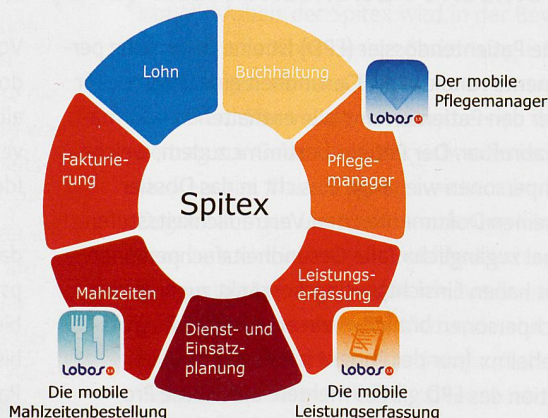 Lohn
Buchhaltung
Lobos
Der mobile
Pflegemanager
Fakturie-
rung
Pflege-
manager
Spitex
Mahlzeiten
Leistungs-
erfassung
Dienst- und
Einsatz-
planung
Lobos
Die mobile
Mahlzeitenbestellung
Lobos
Die mobile
Leistungserfassung